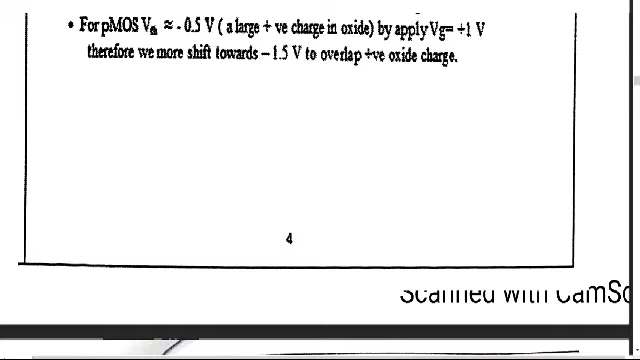 • For pMOS Vth ≈ - 0.5 V ( a large + ve charge in oxide) by apply Vg= +1 V
therefore we more shift towards – 1.5 V to overlap +ve oxide charge.
4
Scanned with CamSc